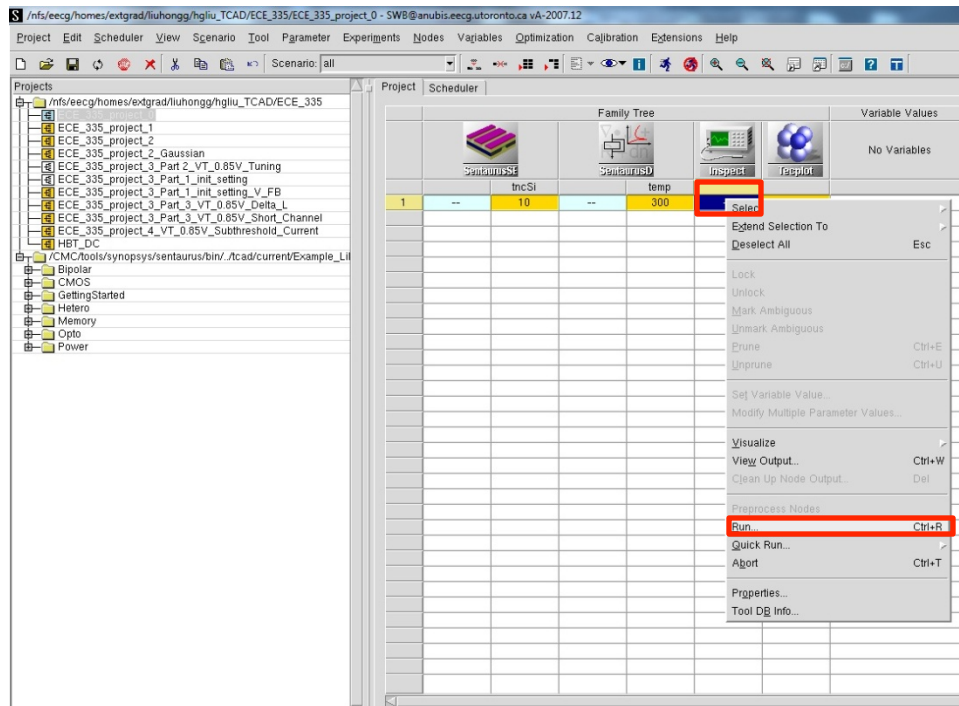 /nfs/eecg/homes/extgrad/liuhongg/hgliu_TCAD/ECE_335/ECE_335_project_0 - SWB@anubis.eecg.utoronto.ca vA-2007.12
Project Edit Scheduler View Scenario Tool Parameter Experiments Nodes Variables Optimization Calibration Extensions Help
Scenario: all
Projects
/nfs/eecg/homes/extgrad/liuhongg/hgliu_TCAD/ECE_335
ECE_335_project_0
ECE_335_project_1
ECE_335_project_2
ECE_335_project_2_Gaussian
ECE_335_project_3_Part 2_VT_0.85V_Tuning
ECE_335_project_3_Part_1_init_setting
ECE_335_project_3_Part_1_init_setting_V_FB
ECE_335_project_3_Part_3_VT_0.85V_Delta_L
ECE_335_project_3_Part_3_VT_0.85V_Short_Channel
ECE_335_project_4_VT_0.85V_Subthreshold_Current
HBT_DC
/CMC/tools/synopsys/sentaurus/bin/../tcad/current/Example_Lil
Bipolar
CMOS
GettingStarted
Hetero
Memory
Opto
Power
Project Scheduler
Family Tree Variable Values
SentaurusSE SentaurusD Inspect Tecplot No Variables
tncSi temp
1 -- 10 -- 300
Select
Extend Selection To
Deselect All Esc
Lock
Unlock
Mark Ambiguous
Unmark Ambiguous
Prune Ctrl+E
Unprune Ctrl+U
Set Variable Value...
Modify Multiple Parameter Values...
Visualize
View Output... Ctrl+W
Clean Up Node Output... Del
Preprocess Nodes
Run... Ctrl+R
Quick Run...
Abort Ctrl+T
Properties...
Tool DB Info...